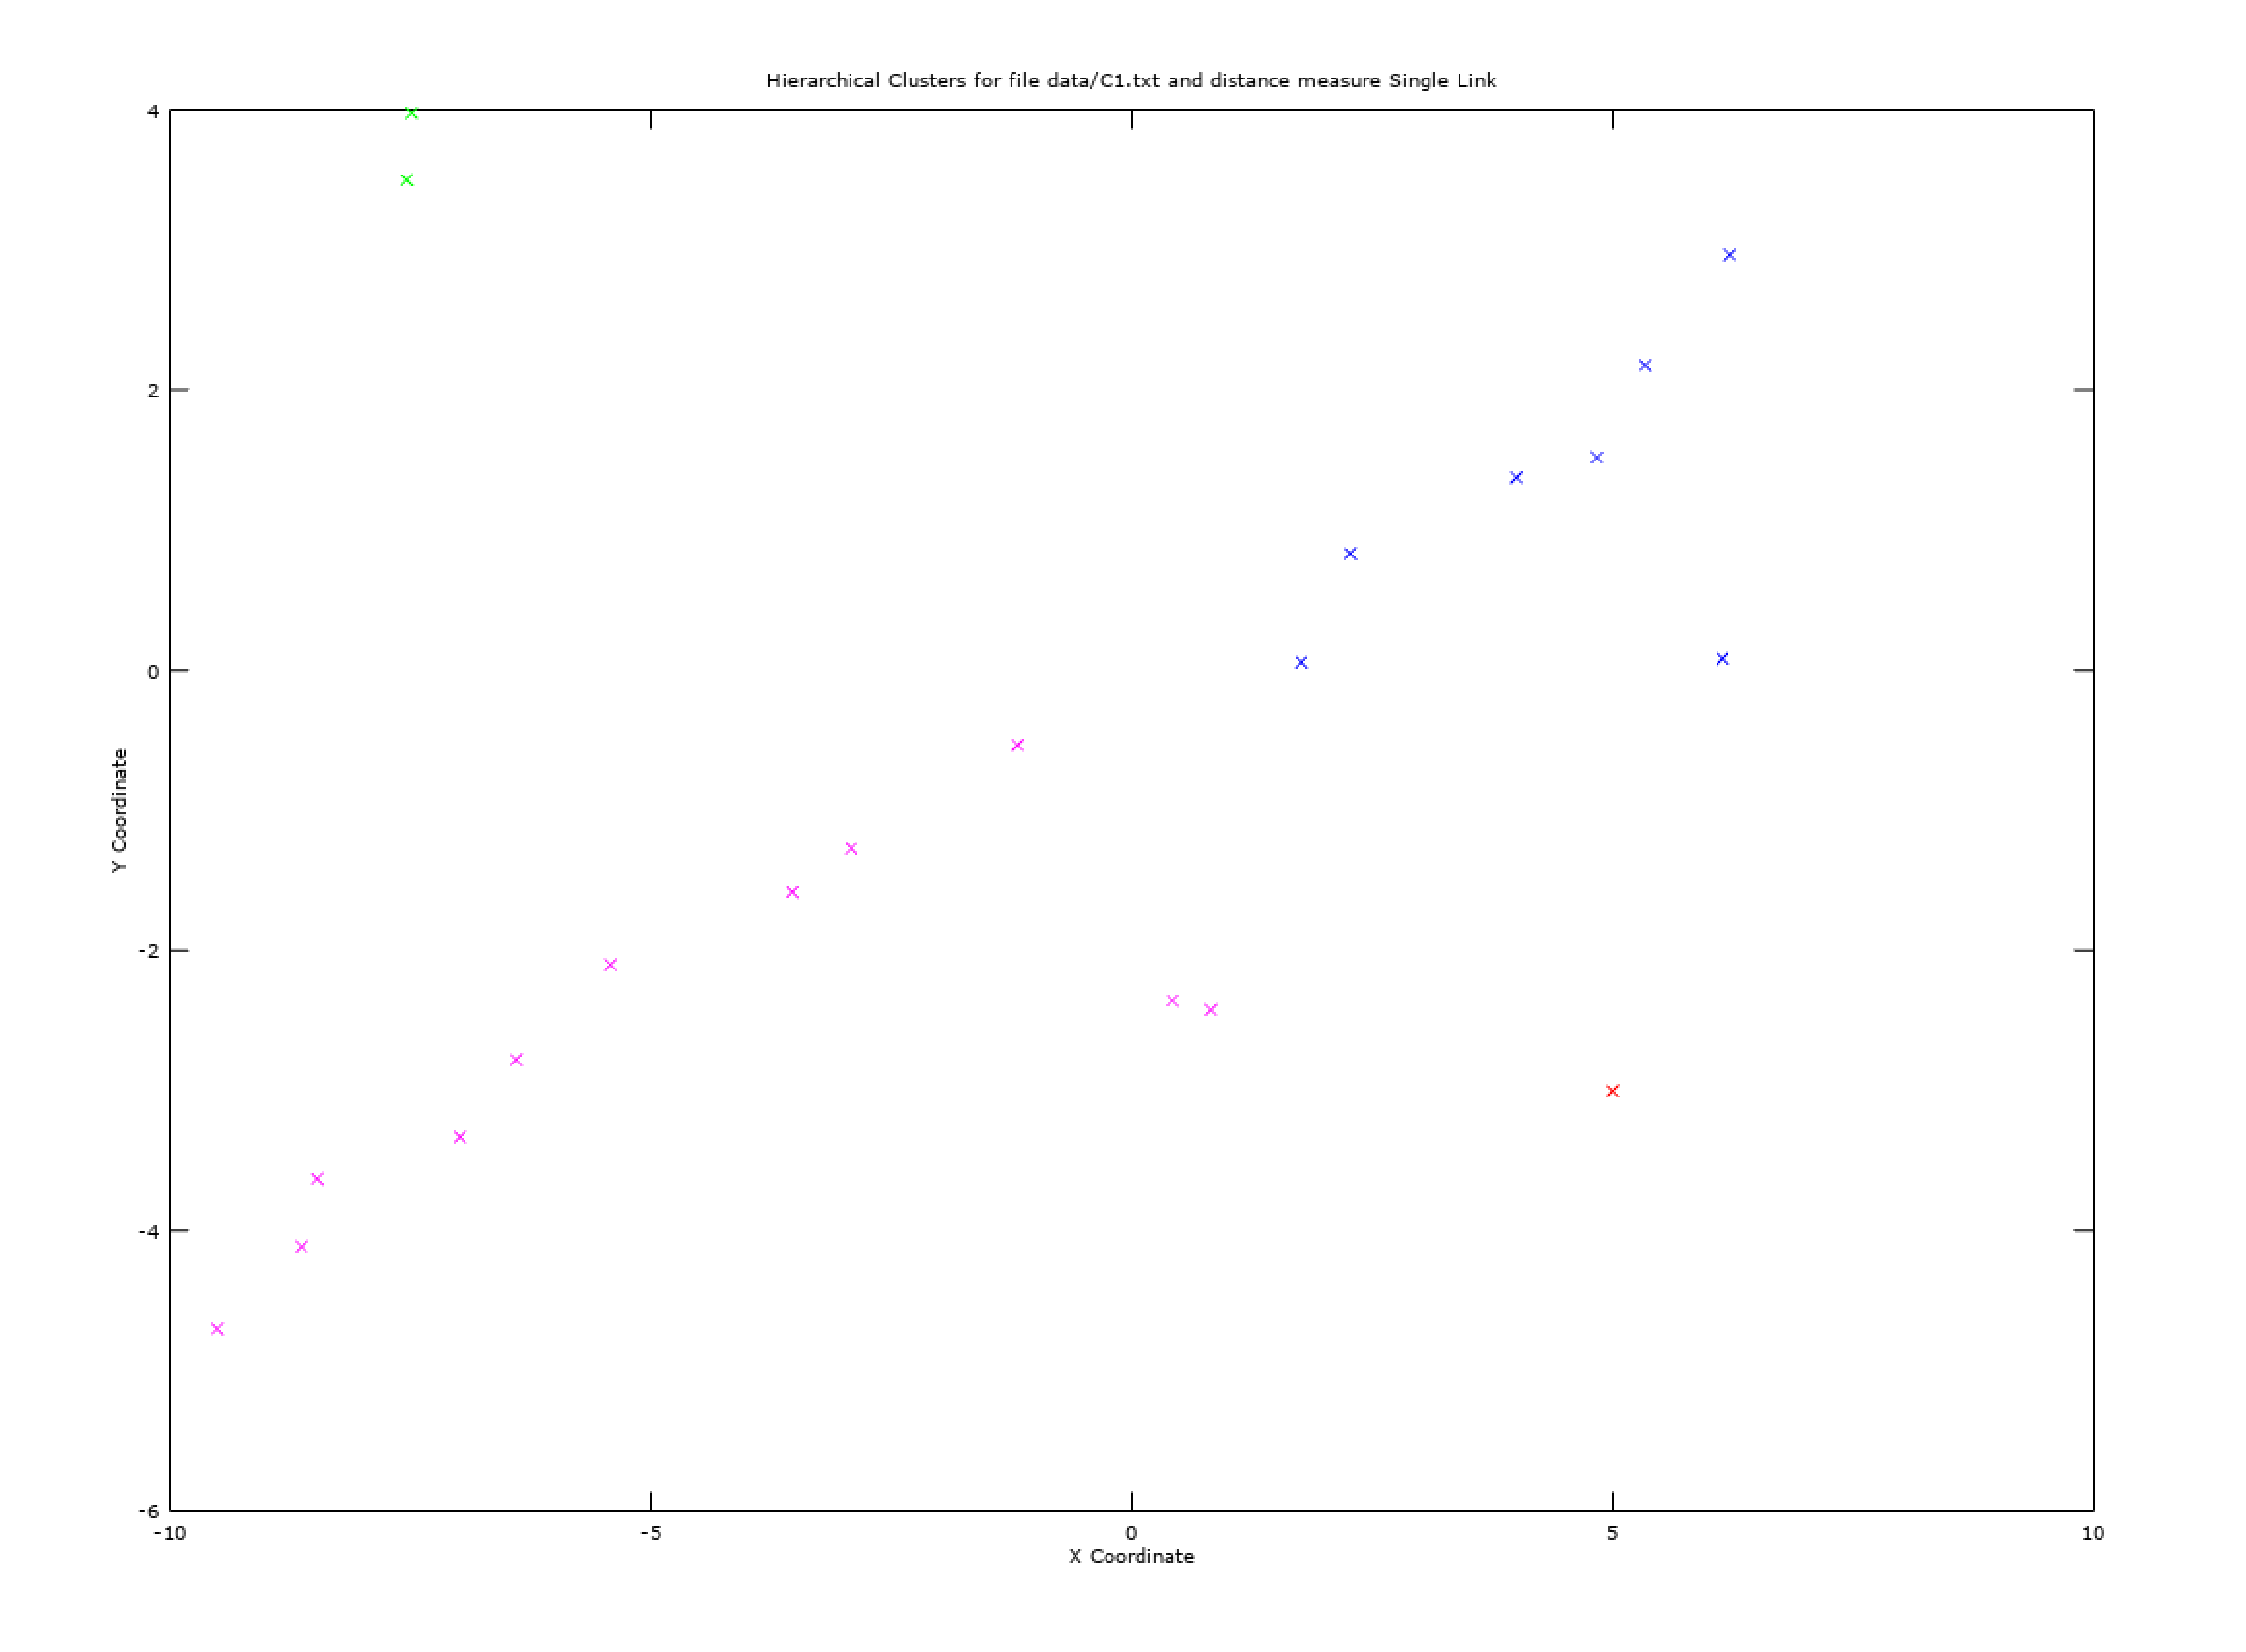 Hierarchical Clusters for file data/C1.txt and distance measure Single Link
4
2
0
-2
-4
-6
Y Coordinate
-10 -5 0 5 10
X Coordinate